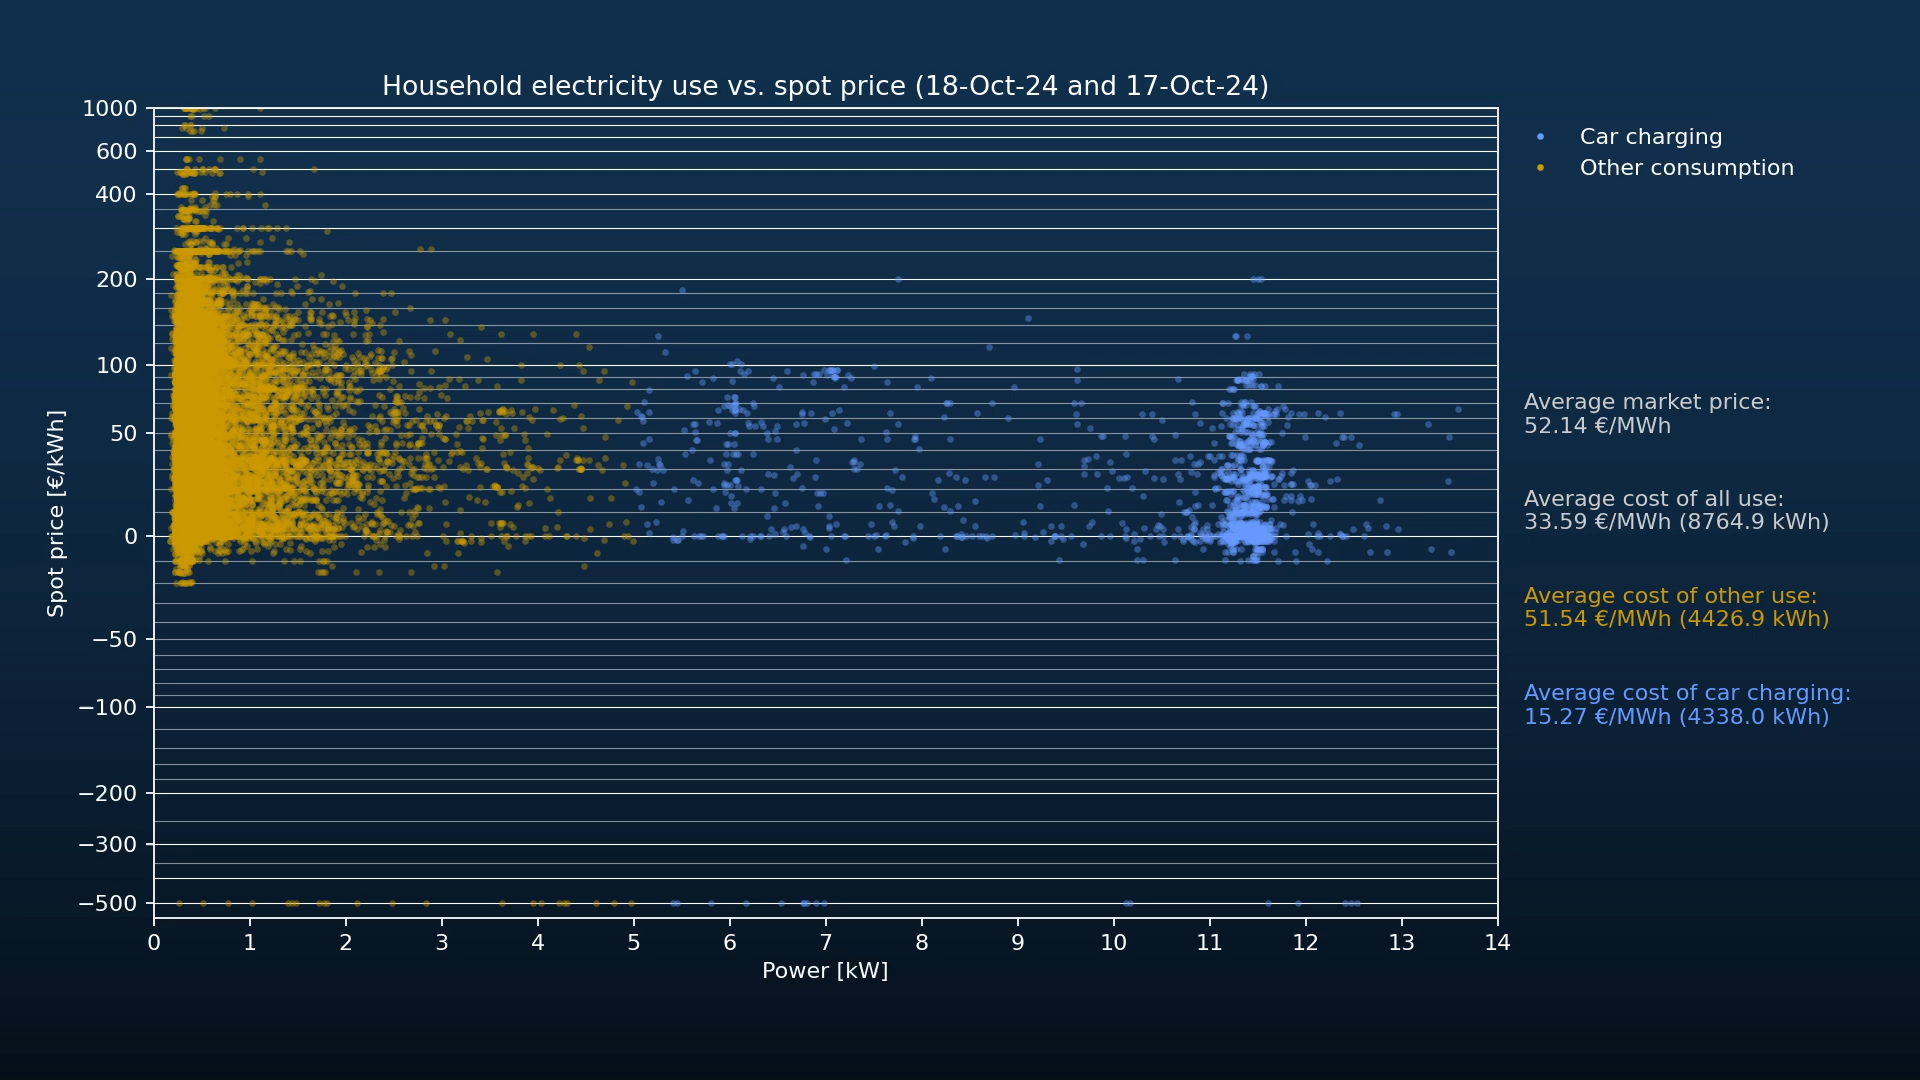 Household electricity use vs. spot price (18-Oct-24 and 17-Oct-24)
1000
600
400
200
100
50
0
−50
−100
−200
−300
−500
Spot price [€/kWh]
0 1 2 3 4 5 6 7 8 9 10 11 12 13 14
Power [kW]
Car charging
Other consumption
Average market price:
52.14 €/MWh
Average cost of all use:
33.59 €/MWh (8764.9 kWh)
Average cost of other use:
51.54 €/MWh (4426.9 kWh)
Average cost of car charging:
15.27 €/MWh (4338.0 kWh)